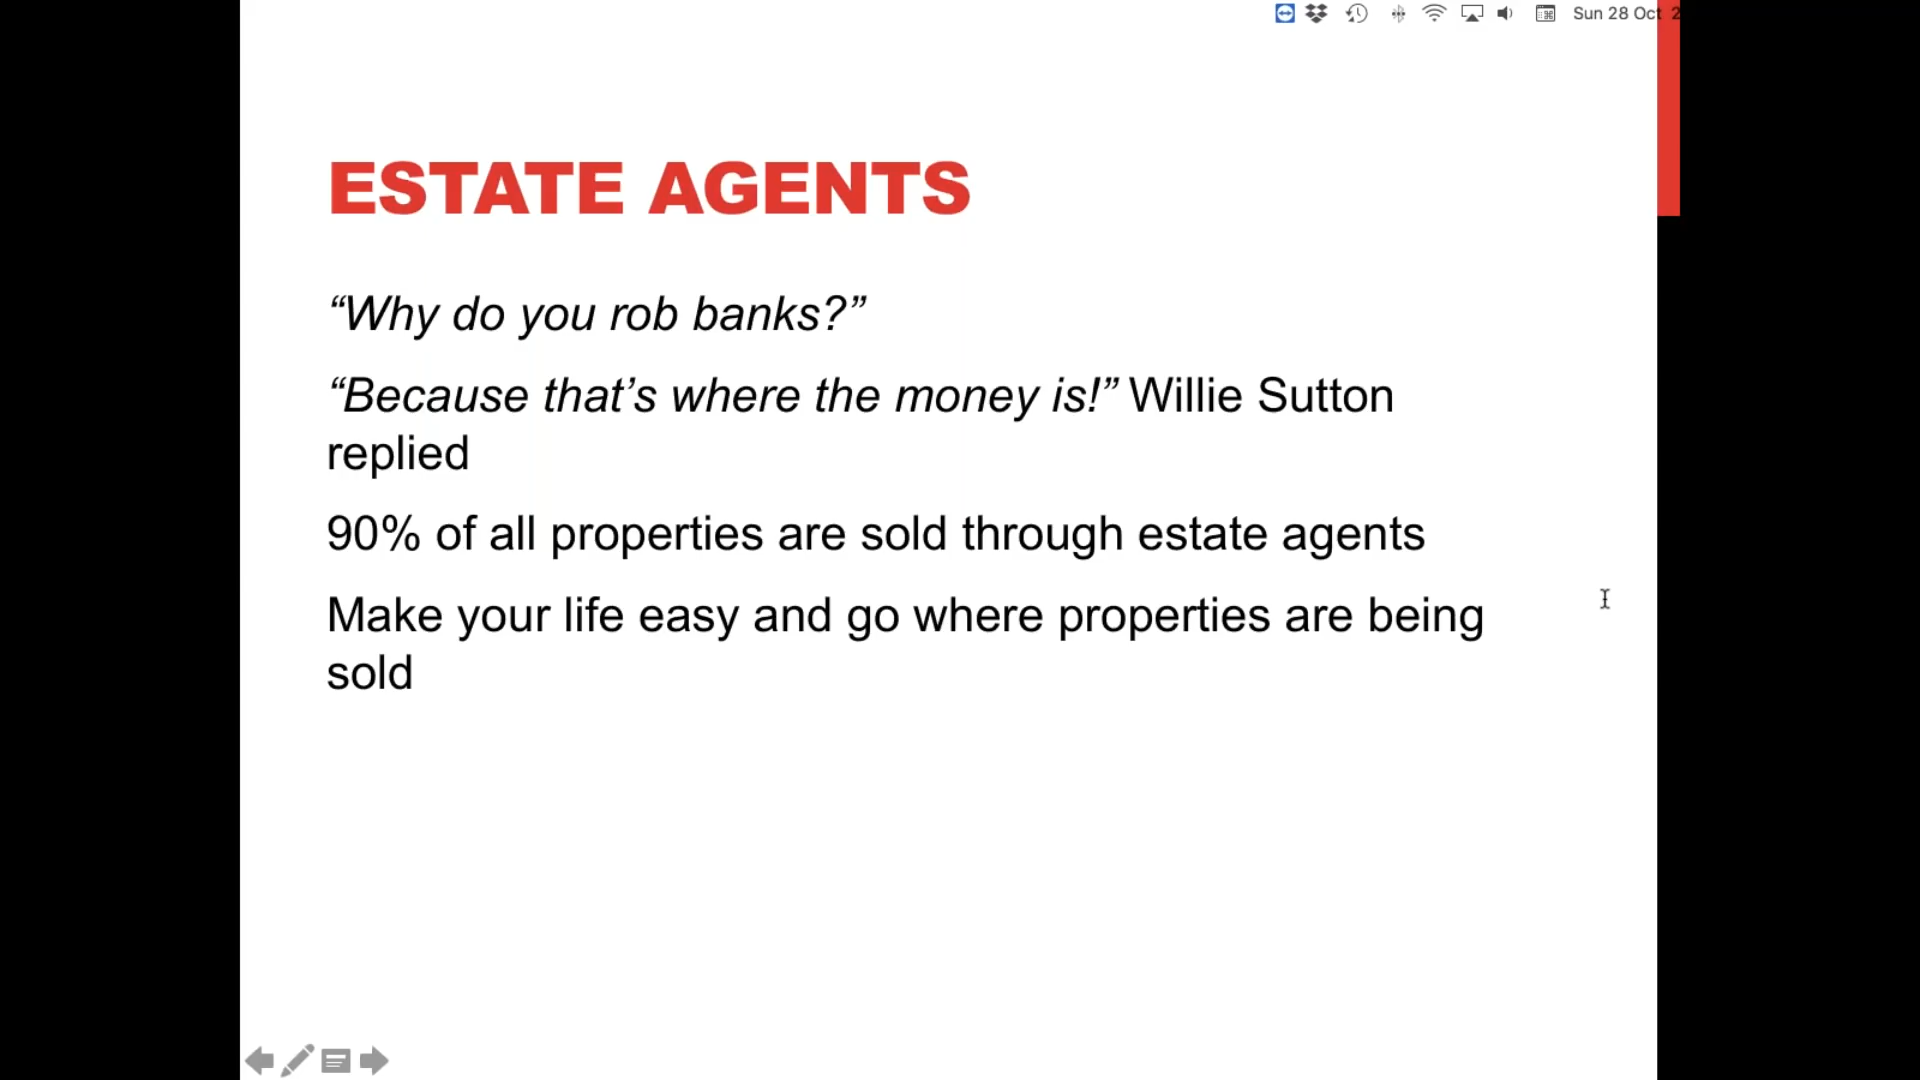 Sun 28 Oct 2
ESTATE AGENTS
“Why do you rob banks?”
“Because that’s where the money is!” Willie Sutton
replied
90% of all properties are sold through estate agents
Make your life easy and go where properties are being
sold